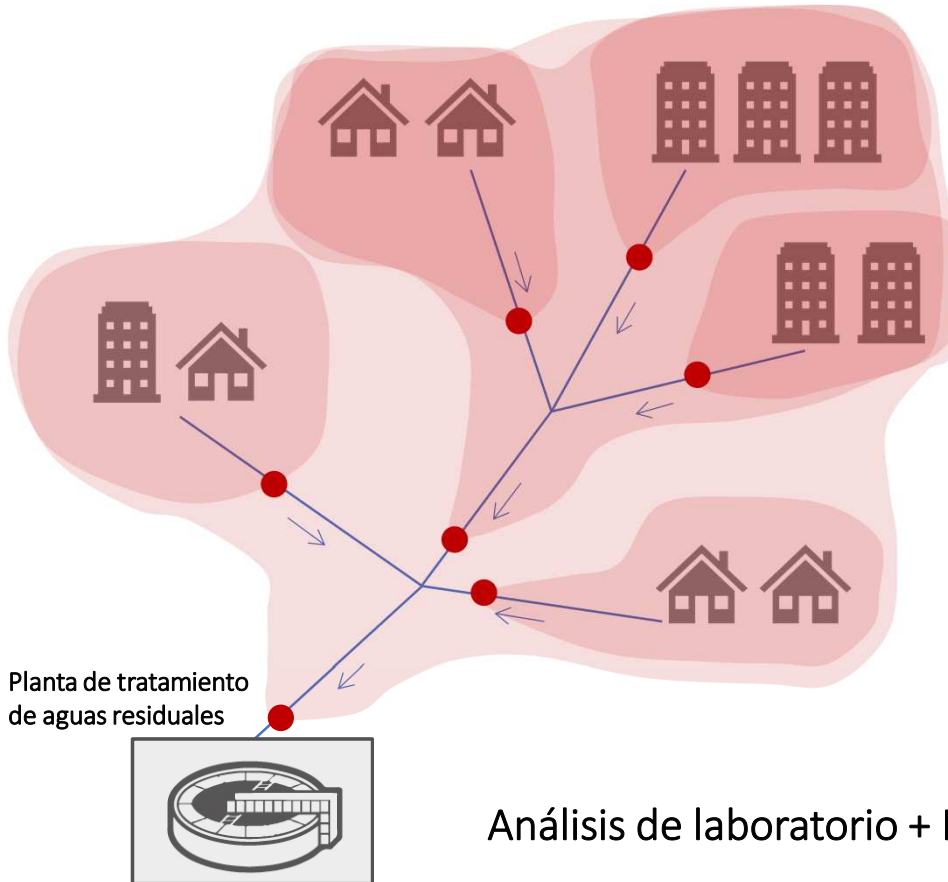 Planta de tratamiento
de aguas residuales
Análisis de laboratorio +